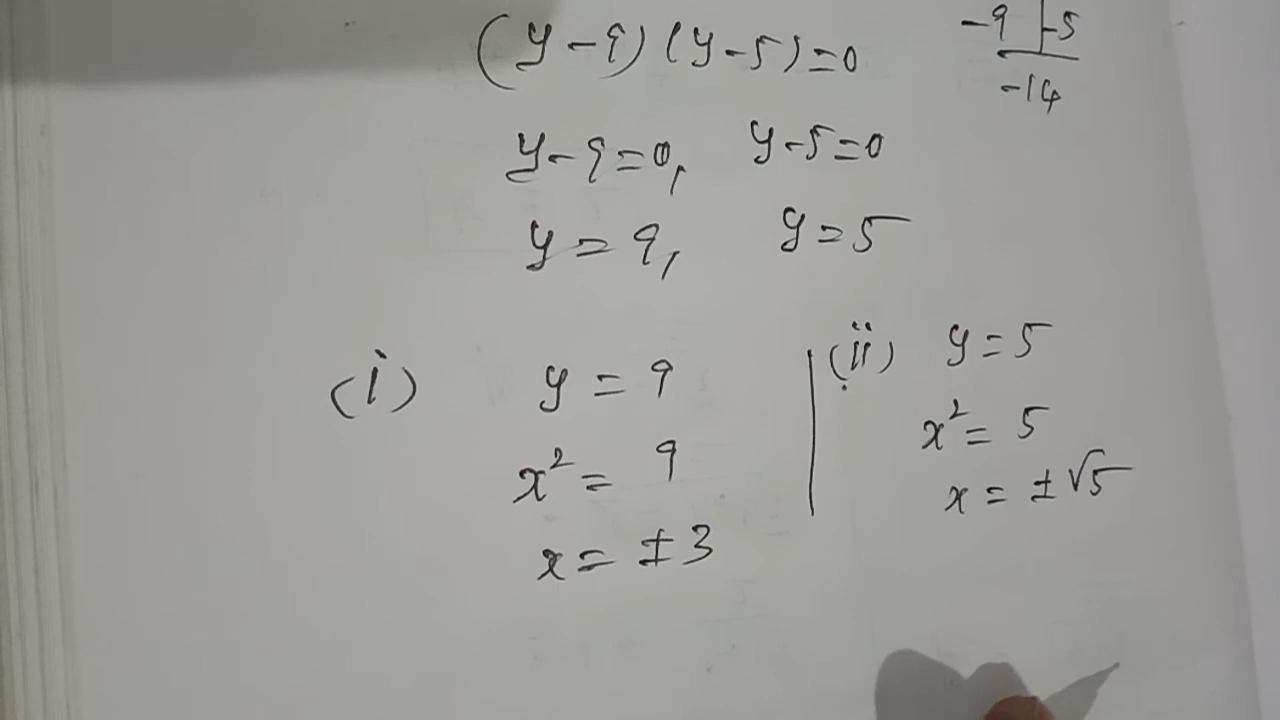 (y-9)(y-5)=0
-9 | -5
-14
y-9=0, y-5=0
y=9, y=5
(i) y=9
x²=9
x=±3
(ii) y=5
x²=5
x=±√5